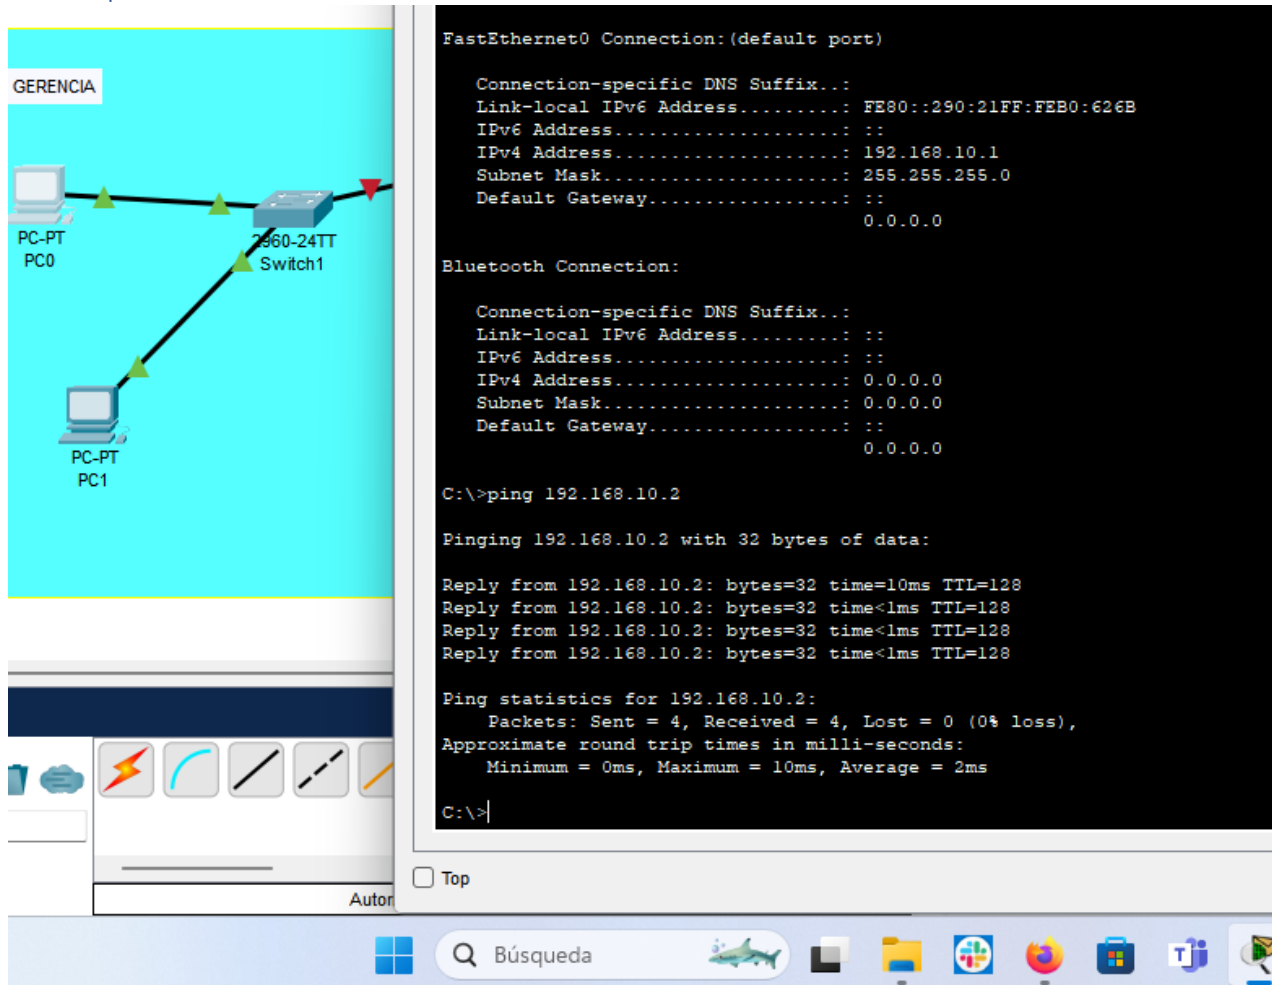 GERENCIA
PC-PT
PC0
2960-24TT
Switch1
PC-PT
PC1
FastEthernet0 Connection:(default port)
Connection-specific DNS Suffix..:
Link-local IPv6 Address.........: FE80::290:21FF:FEB0:626B
IPv6 Address....................: ::
IPv4 Address....................: 192.168.10.1
Subnet Mask.....................: 255.255.255.0
Default Gateway.................: ::
0.0.0.0
Bluetooth Connection:
Connection-specific DNS Suffix..:
Link-local IPv6 Address.........: ::
IPv6 Address....................: ::
IPv4 Address....................: 0.0.0.0
Subnet Mask.....................: 0.0.0.0
Default Gateway.................: ::
0.0.0.0
C:\>ping 192.168.10.2
Pinging 192.168.10.2 with 32 bytes of data:
Reply from 192.168.10.2: bytes=32 time=10ms TTL=128
Reply from 192.168.10.2: bytes=32 time<1ms TTL=128
Reply from 192.168.10.2: bytes=32 time<1ms TTL=128
Reply from 192.168.10.2: bytes=32 time<1ms TTL=128
Ping statistics for 192.168.10.2:
Packets: Sent = 4, Received = 4, Lost = 0 (0% loss),
Approximate round trip times in milli-seconds:
Minimum = 0ms, Maximum = 10ms, Average = 2ms
C:\>
Top
Autor
Búsqueda